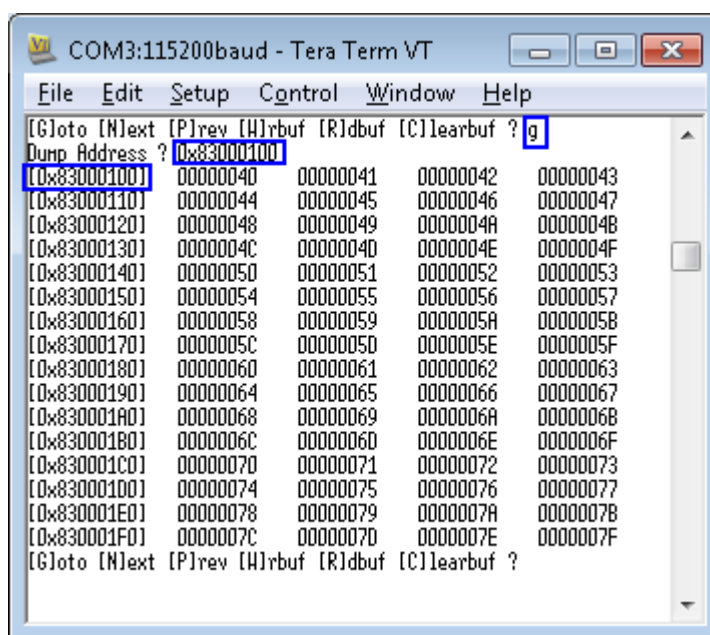 COM3:115200baud - Tera Term VT
File Edit Setup Control Window Help
[G]oto [N]ext [P]rev [W]rbuf [R]dbuf [C]learbuf ? g
Dump Address ? 0x83000100
[0x83000100] 00000040 00000041 00000042 00000043
[0x83000110] 00000044 00000045 00000046 00000047
[0x83000120] 00000048 00000049 0000004A 0000004B
[0x83000130] 0000004C 0000004D 0000004E 0000004F
[0x83000140] 00000050 00000051 00000052 00000053
[0x83000150] 00000054 00000055 00000056 00000057
[0x83000160] 00000058 00000059 0000005A 0000005B
[0x83000170] 0000005C 0000005D 0000005E 0000005F
[0x83000180] 00000060 00000061 00000062 00000063
[0x83000190] 00000064 00000065 00000066 00000067
[0x830001A0] 00000068 00000069 0000006A 0000006B
[0x830001B0] 0000006C 0000006D 0000006E 0000006F
[0x830001C0] 00000070 00000071 00000072 00000073
[0x830001D0] 00000074 00000075 00000076 00000077
[0x830001E0] 00000078 00000079 0000007A 0000007B
[0x830001F0] 0000007C 0000007D 0000007E 0000007F
[G]oto [N]ext [P]rev [W]rbuf [R]dbuf [C]learbuf ?